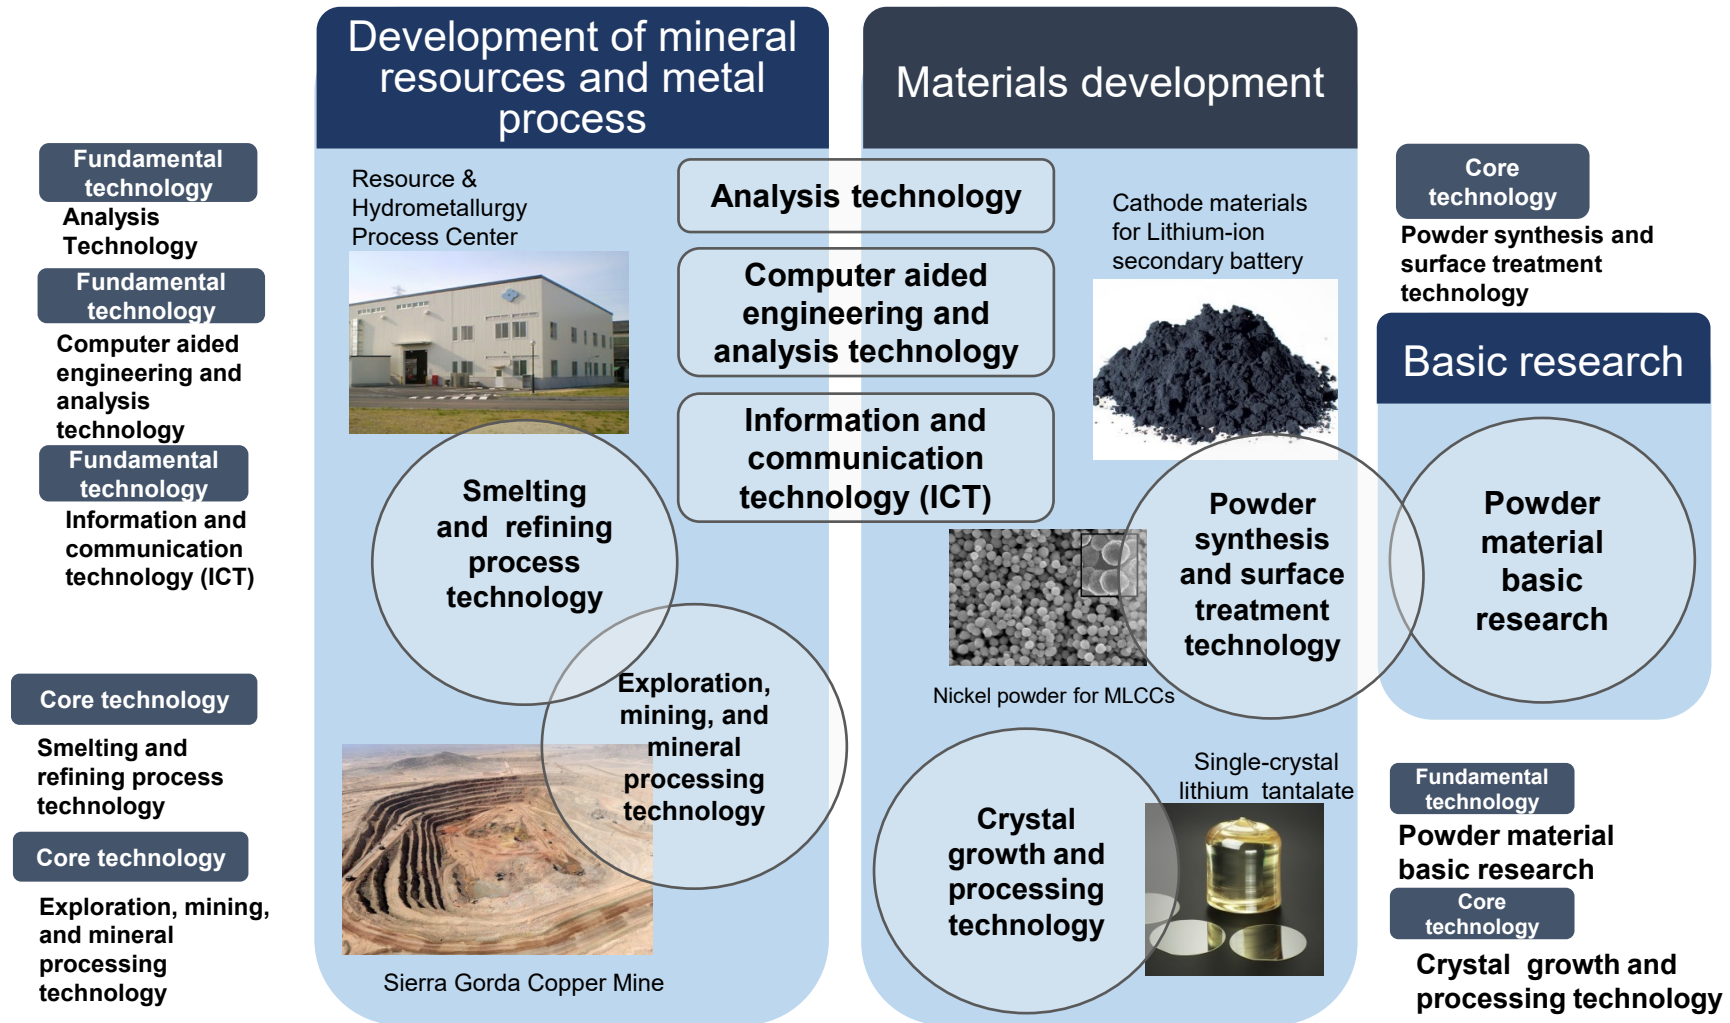 Development of mineral
resources and metal
process
Materials development
Fundamental
technology
Analysis
Technology
Fundamental
technology
Computer aided
engineering and
analysis
technology
Fundamental
technology
Information and
communication
technology (ICT)
Core technology
Smelting and
refining process
technology
Core technology
Exploration, mining,
and mineral
processing
technology
Resource &
Hydrometallurgy
Process Center
Smelting
and refining
process
technology
Exploration,
mining, and
mineral
processing
technology
Sierra Gorda Copper Mine
Analysis technology
Computer aided
engineering and
analysis technology
Information and
communication
technology (ICT)
Cathode materials
for Lithium-ion
secondary battery
Powder
synthesis
and surface
treatment
technology
Nickel powder for MLCCs
Crystal
growth and
processing
technology
Single-crystal
lithium tantalate
Core
technology
Powder synthesis and
surface treatment
technology
Basic research
Powder
material
basic
research
Fundamental
technology
Powder material
basic research
Core
technology
Crystal growth and
processing technology